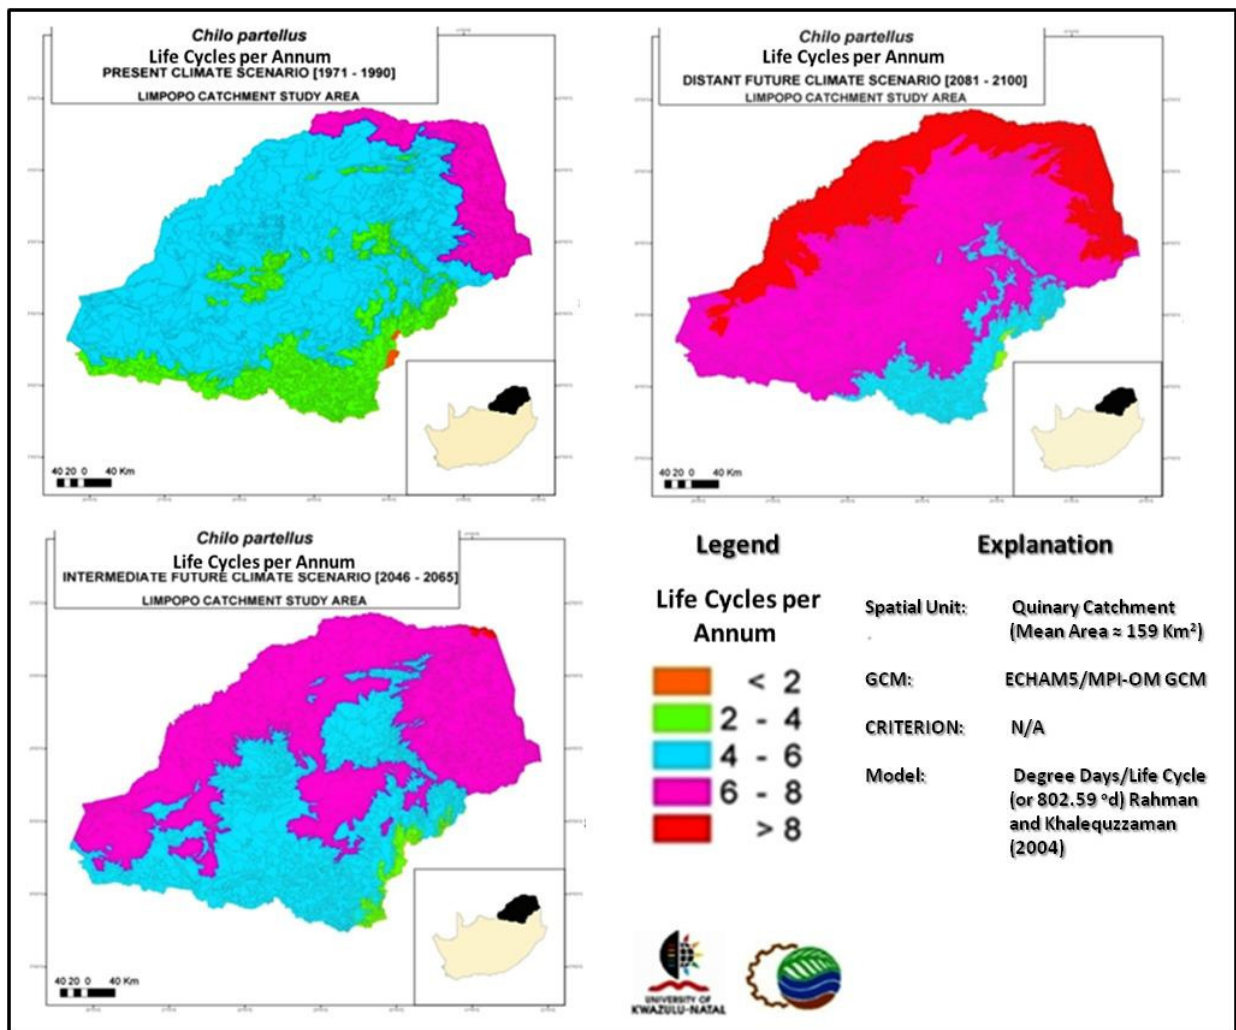 Chilo partellus
Life Cycles per Annum
PRESENT CLIMATE SCENARIO [1971 - 1990]
LIMPOPO CATCHMENT STUDY AREA
40 20 0 40 Km
Chilo partellus
Life Cycles per Annum
DISTANT FUTURE CLIMATE SCENARIO [2081 - 2100]
LIMPOPO CATCHMENT STUDY AREA
40 20 0 40 Km
Chilo partellus
Life Cycles per Annum
INTERMEDIATE FUTURE CLIMATE SCENARIO [2046 - 2065]
LIMPOPO CATCHMENT STUDY AREA
40 20 0 40 Km
Legend
Life Cycles per
Annum
< 2
2 - 4
4 - 6
6 - 8
> 8
Explanation
Spatial Unit: Quinary Catchment
(Mean Area ≈ 159 Km²)
GCM: ECHAM5/MPI-OM GCM
CRITERION: N/A
Model: Degree Days/Life Cycle
(or 802.59 °d) Rahman
and Khalequzzaman
(2004)
UNIVERSITY OF
KWAZULU-NATAL